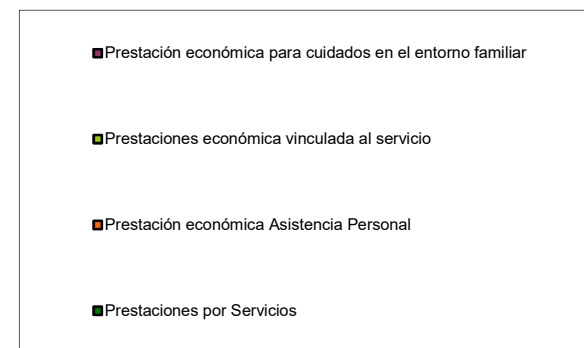 Prestación económica para cuidados en el entorno familiar
Prestaciones económica vinculada al servicio
Prestación económica Asistencia Personal
Prestaciones por Servicios